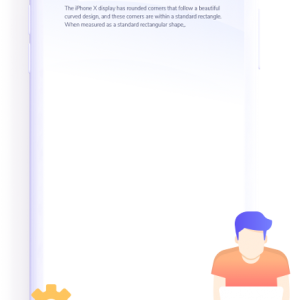 The iPhone X display has rounded corners that follow a beautiful
curved design, and these corners are within a standard rectangle.
When measured as a standard rectangular shape,